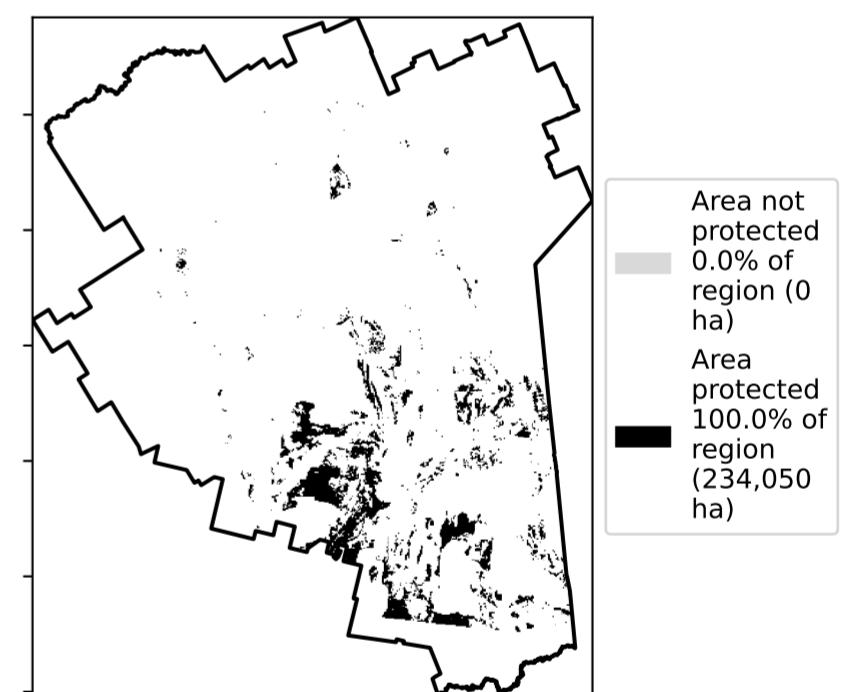 Area not
protected
0.0% of
region (0
ha)
Area
protected
100.0% of
region
(234,050
ha)